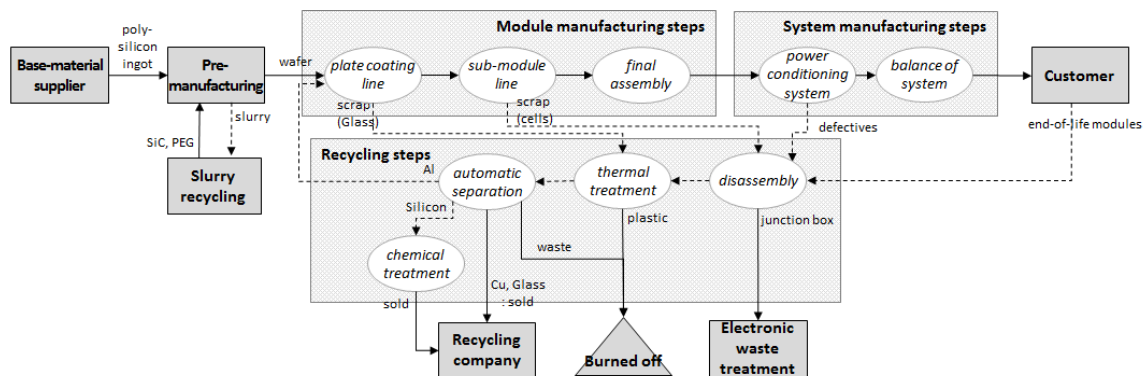 poly-
silicon
ingot
Base-material
supplier
Pre-
manufacturing
wafer
slurry
SiC, PEG
Slurry
recycling
Module manufacturing steps
plate coating
line
sub-module
line
final
assembly
scrap
(Glass)
scrap
(cells)
System manufacturing steps
power
conditioning
system
balance of
system
defectives
Customer
end-of-life modules
Recycling steps
Al
automatic
separation
thermal
treatment
disassembly
Silicon
plastic
junction box
chemical
treatment
waste
sold
Cu, Glass
: sold
Recycling
company
Burned off
Electronic
waste
treatment